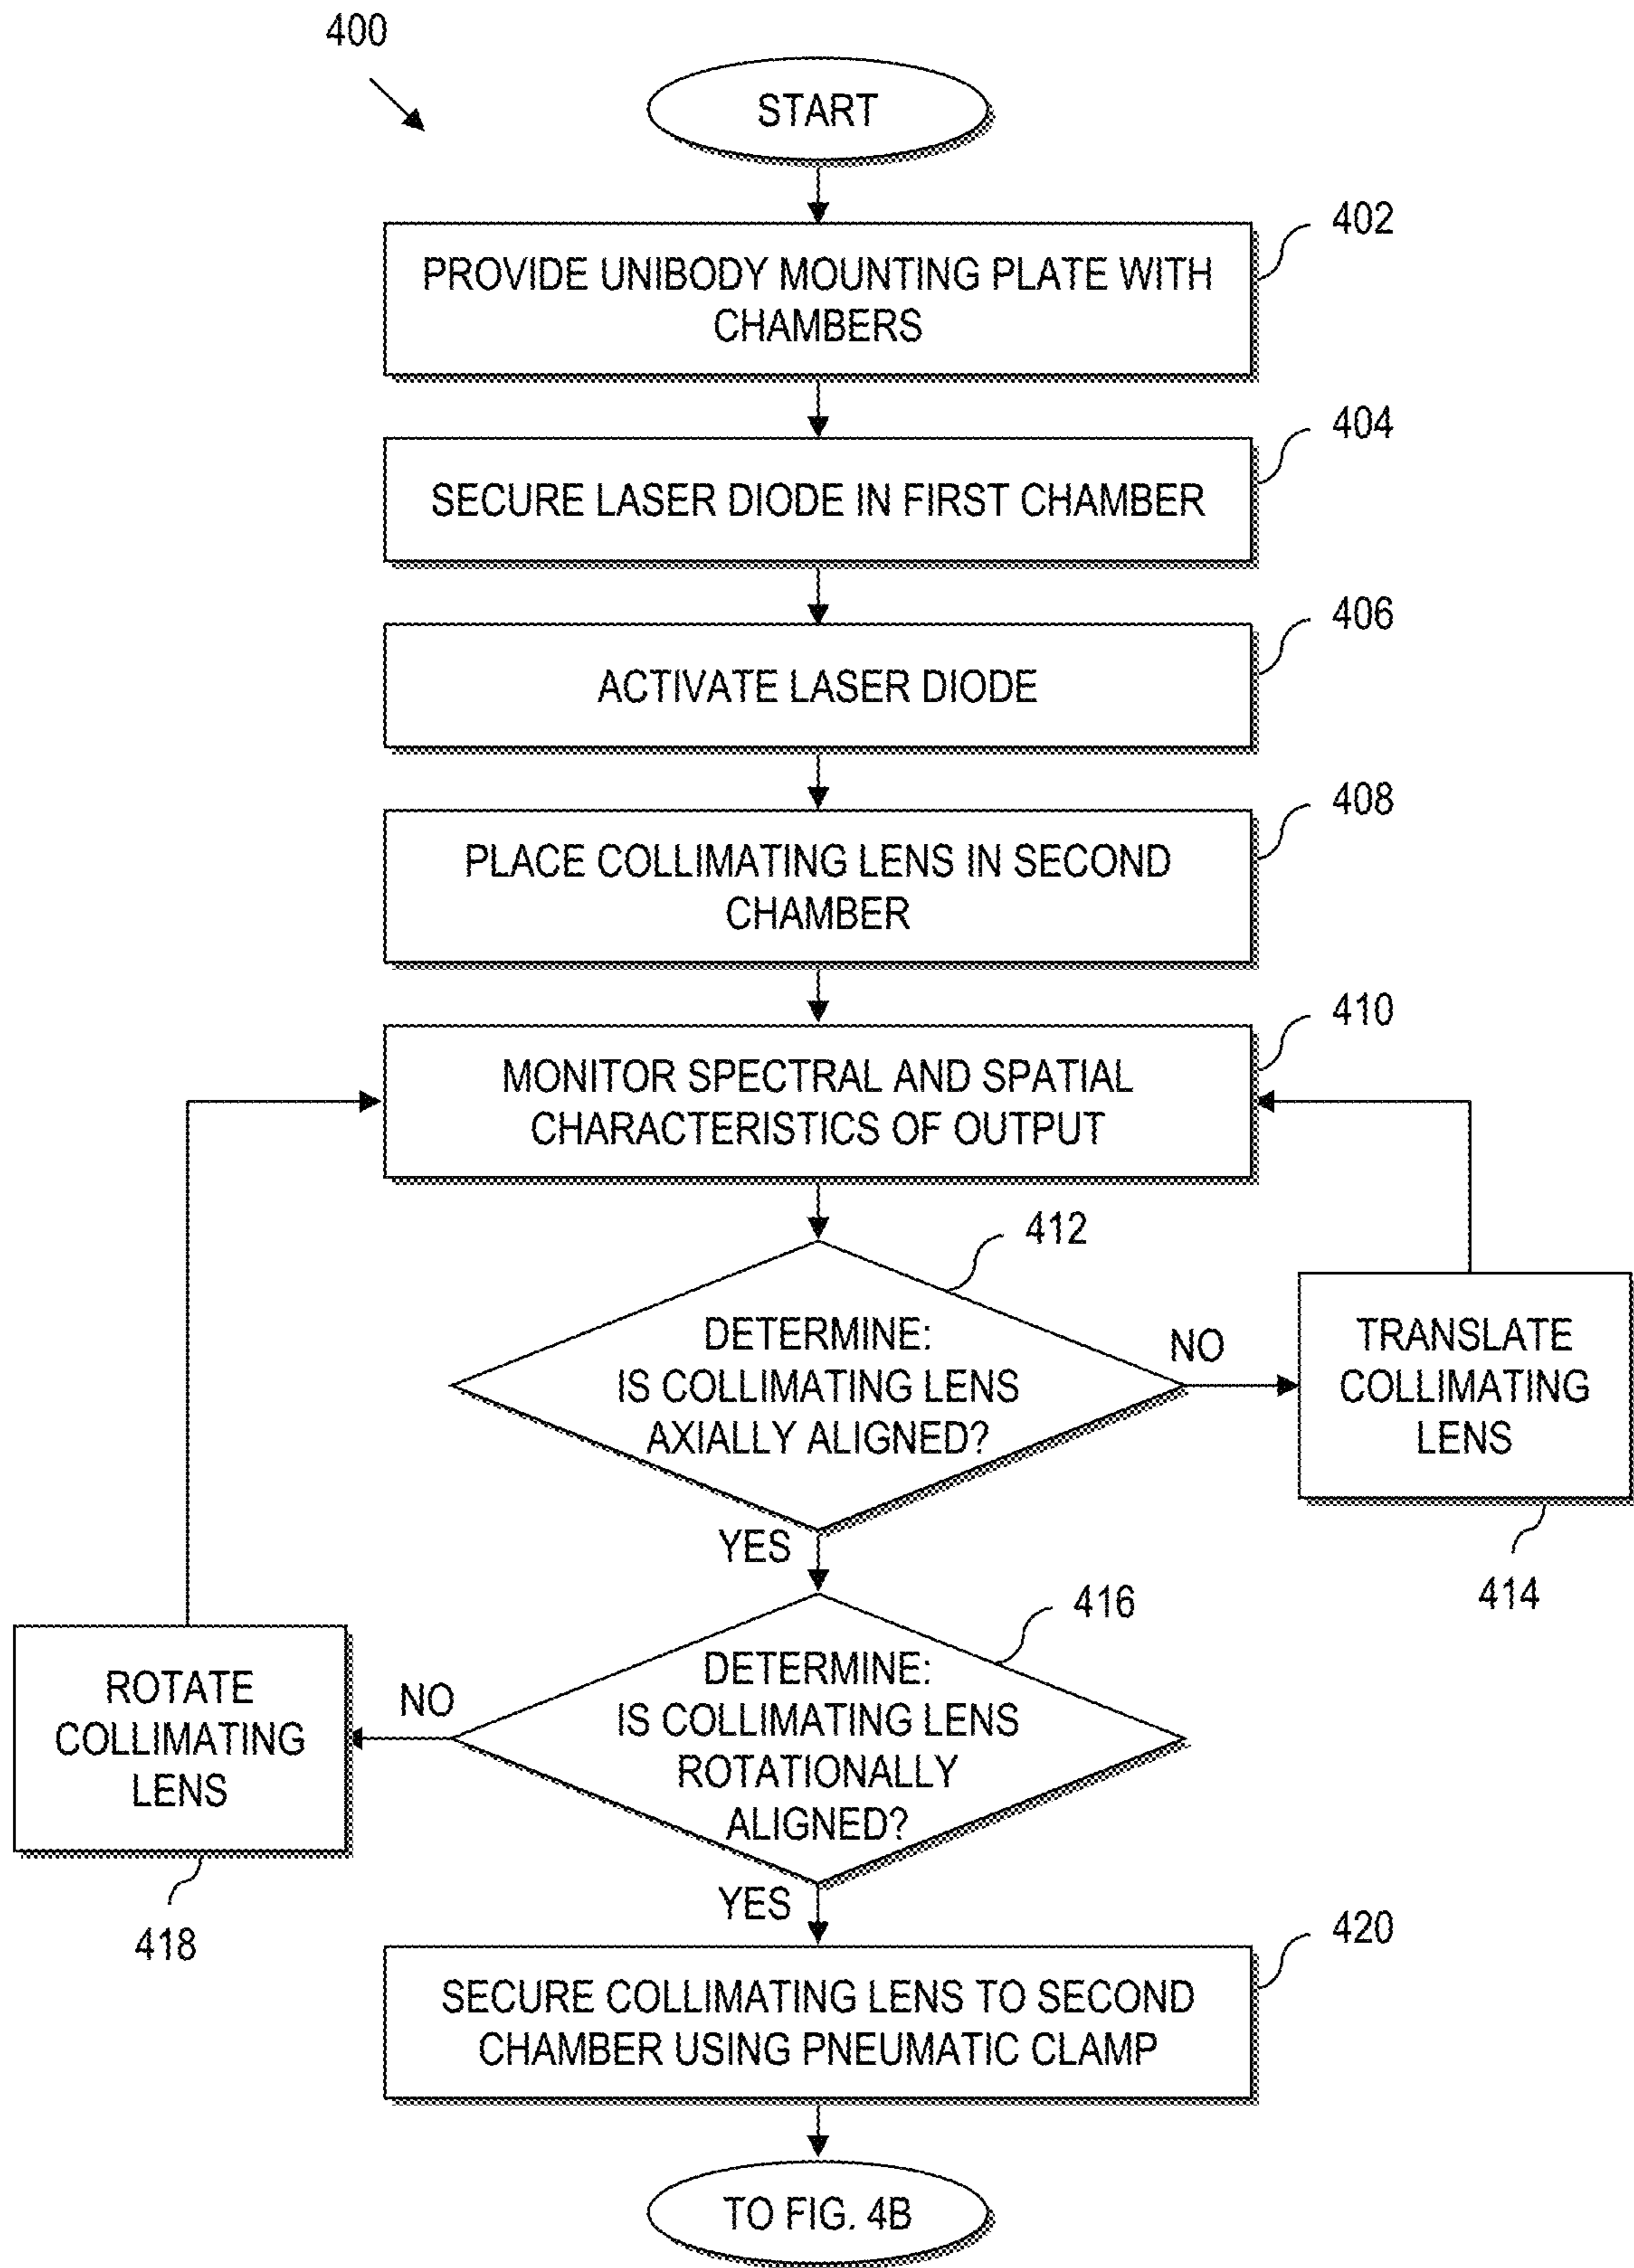 400
START
402
PROVIDE UNIBODY MOUNTING PLATE WITH
CHAMBERS
404
SECURE LASER DIODE IN FIRST CHAMBER
406
ACTIVATE LASER DIODE
408
PLACE COLLIMATING LENS IN SECOND
CHAMBER
410
MONITOR SPECTRAL AND SPATIAL
CHARACTERISTICS OF OUTPUT
412
DETERMINE:
IS COLLIMATING LENS
AXIALLY ALIGNED?
NO
TRANSLATE
COLLIMATING
LENS
414
YES
416
DETERMINE:
IS COLLIMATING LENS
ROTATIONALLY
ALIGNED?
NO
ROTATE
COLLIMATING
LENS
418
YES
420
SECURE COLLIMATING LENS TO SECOND
CHAMBER USING PNEUMATIC CLAMP
TO FIG. 4B